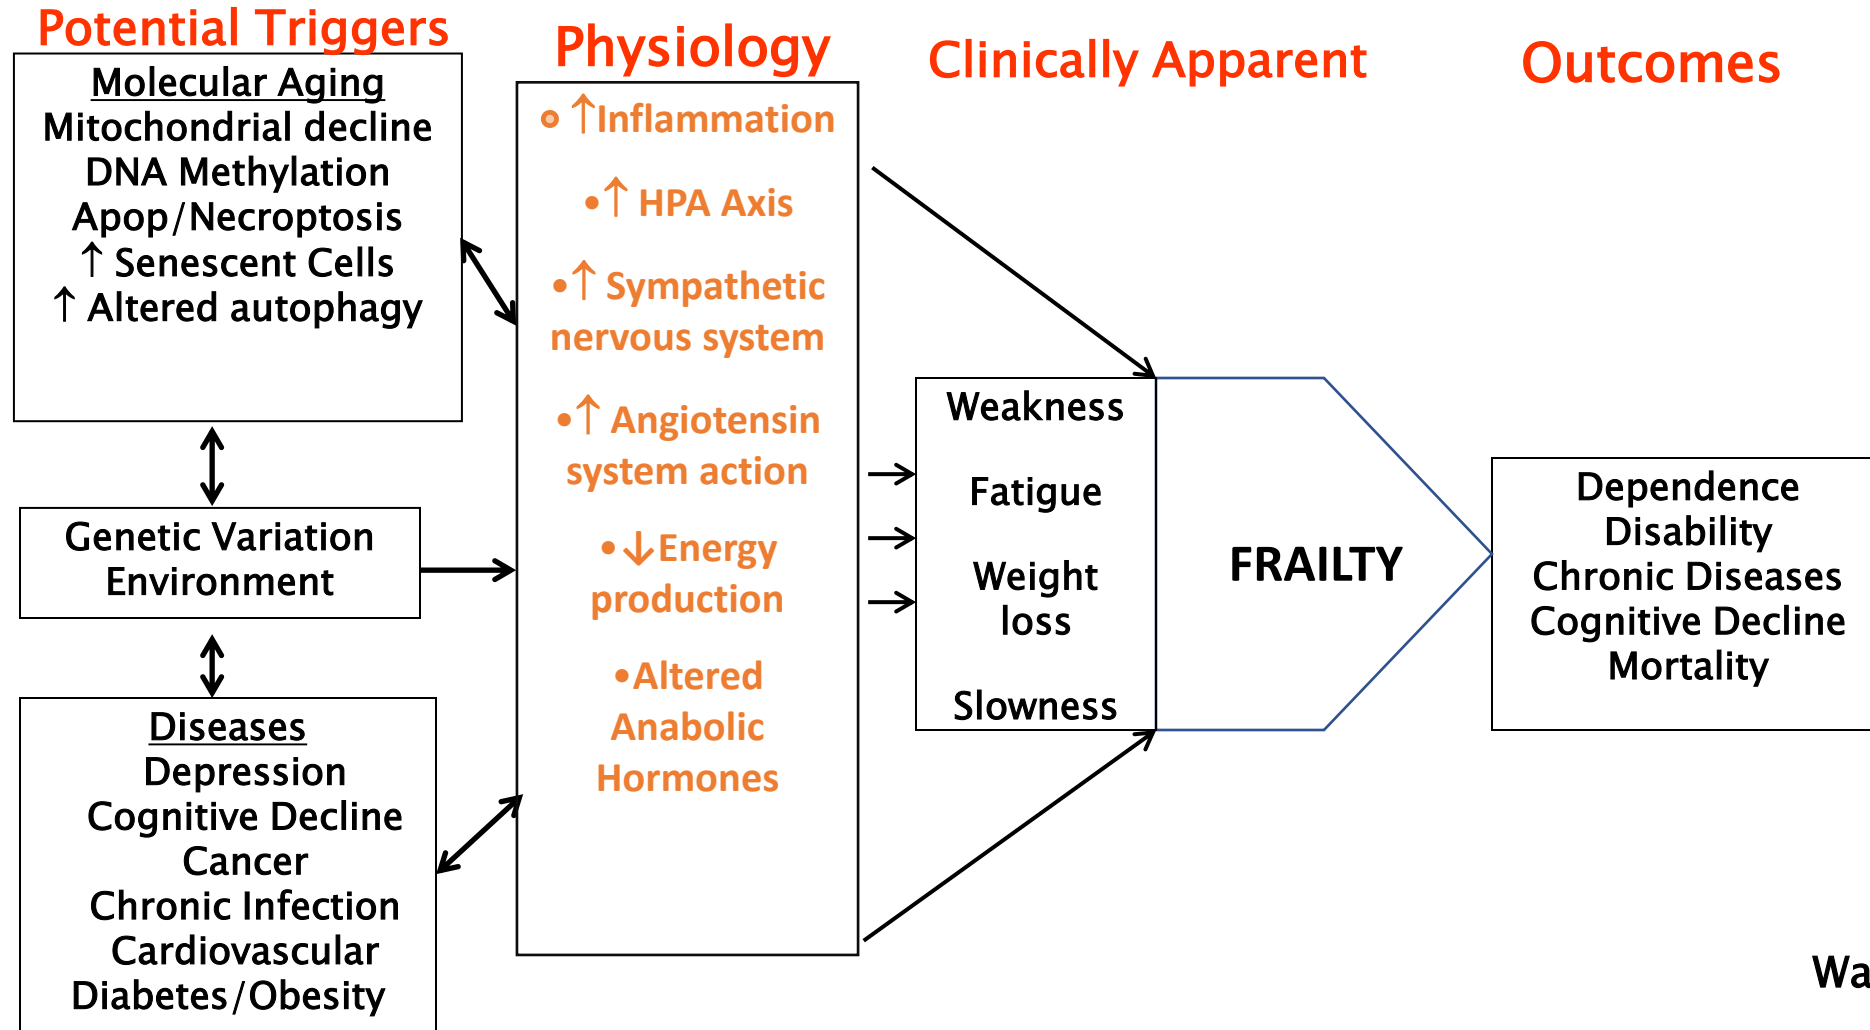 Potential Triggers
Molecular Aging
Mitochondrial decline
DNA Methylation
Apop/Necroptosis
↑ Senescent Cells
↑ Altered autophagy
Genetic Variation
Environment
Diseases
Depression
Cognitive Decline
Cancer
Chronic Infection
Cardiovascular
Diabetes/Obesity
Physiology
• ↑Inflammation
•↑ HPA Axis
•↑ Sympathetic
nervous system
•↑ Angiotensin
system action
•↓Energy
production
•Altered
Anabolic
Hormones
Clinically Apparent
Weakness
Fatigue
Weight
loss
Slowness
FRAILTY
Outcomes
Dependence
Disability
Chronic Diseases
Cognitive Decline
Mortality